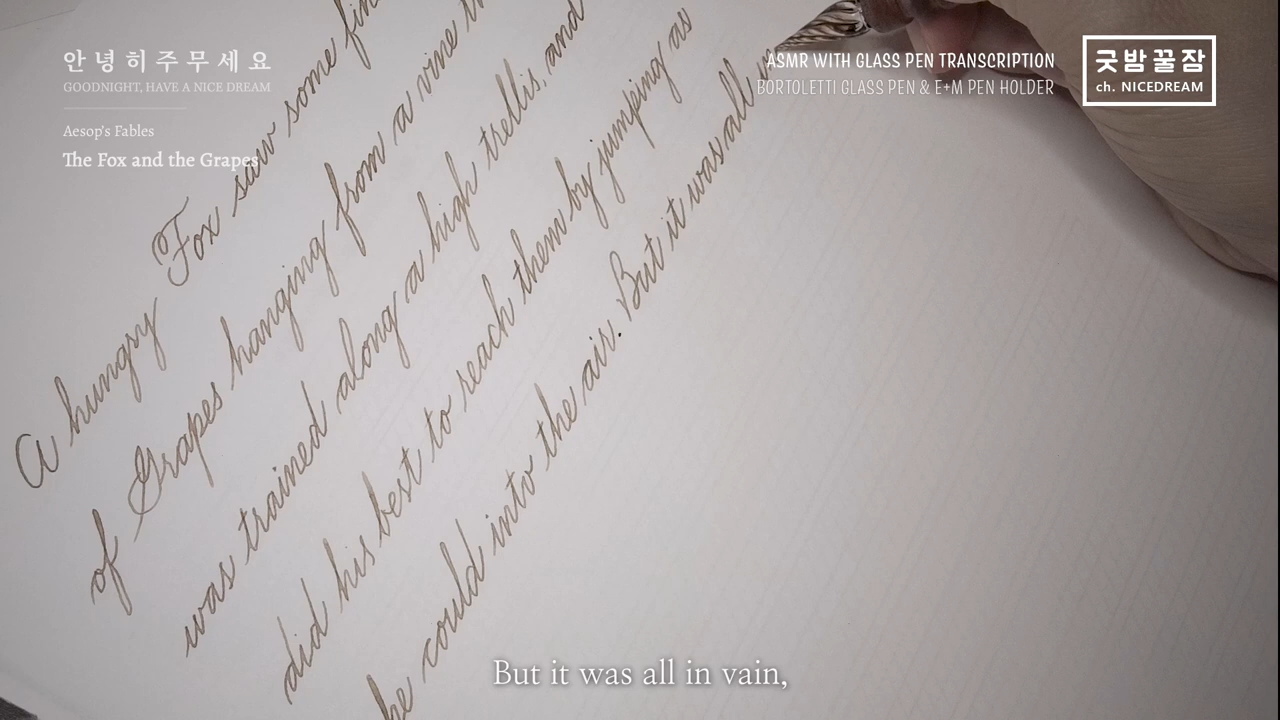 안녕히주무세요
GOODNIGHT, HAVE A NICE DREAM
Aesop's Fables
The Fox and the Grapes
ASMR WITH GLASS PEN TRANSCRIPTION
BORTOLETTI GLASS PEN & E+M PEN HOLDER
굿밤꿀잠
ch. NICEDREAM
A hungry Fox saw some
of Grapes hanging from a vine
was trained along a high trellis, and
did his best to reach them by jumping as
he could into the air. But it was all
But it was all in vain,